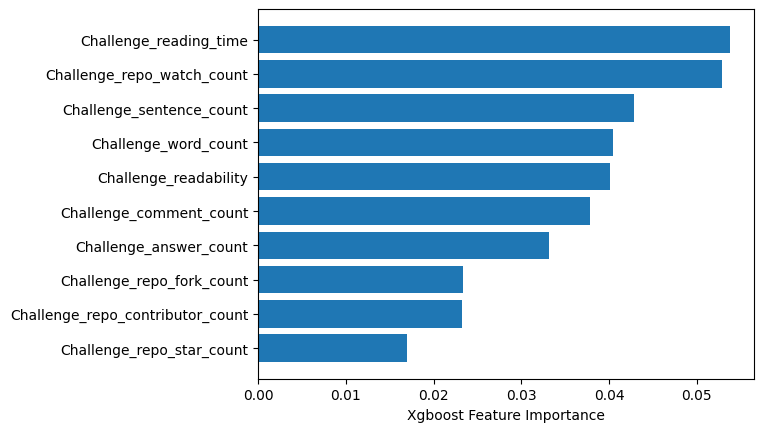 Challenge_reading_time
Challenge_repo_watch_count
Challenge_sentence_count
Challenge_word_count
Challenge_readability
Challenge_comment_count
Challenge_answer_count
Challenge_repo_fork_count
Challenge_repo_contributor_count
Challenge_repo_star_count
0.00 0.01 0.02 0.03 0.04 0.05
Xgboost Feature Importance